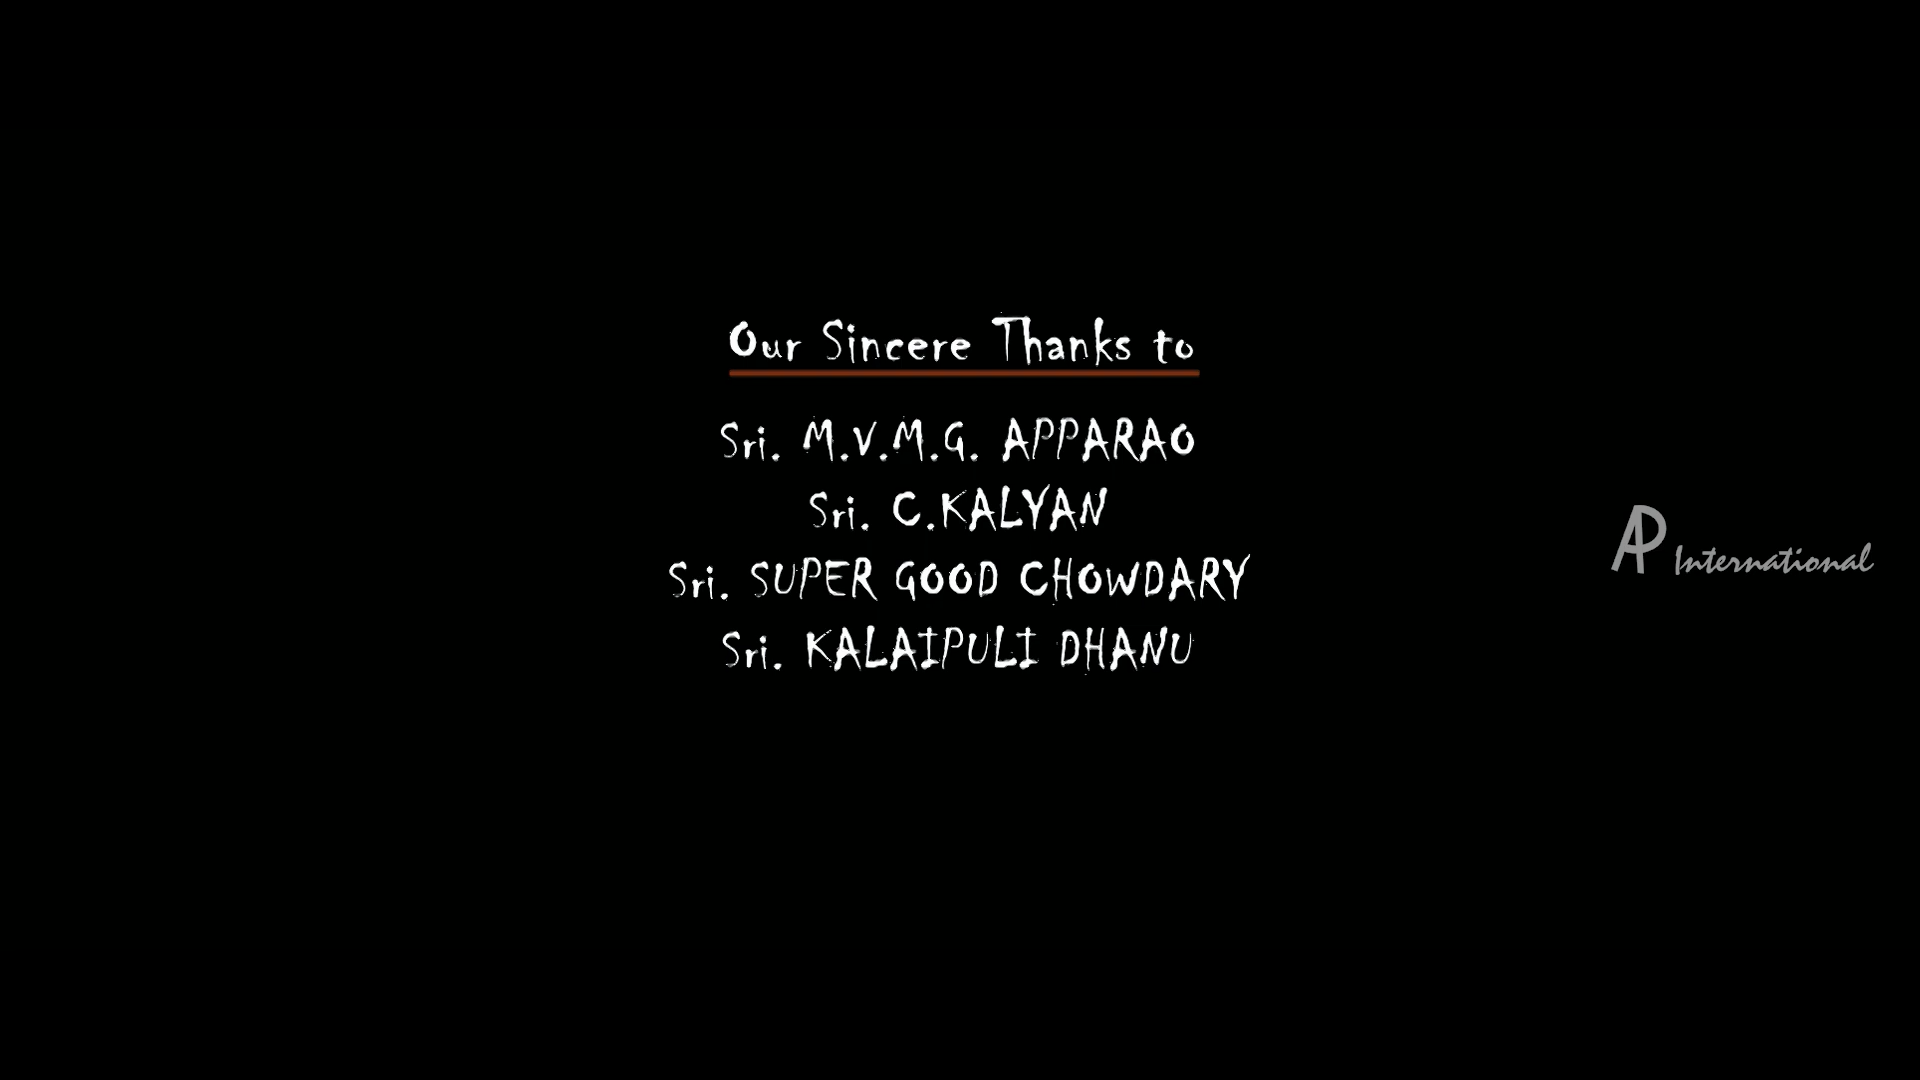 Our Sincere Thanks to
Sri. M.V.M.G. APPARAO
Sri. C.KALYAN
Sri. SUPER GOOD CHOWDARY
Sri. KALAIPULI DHANU
AP International